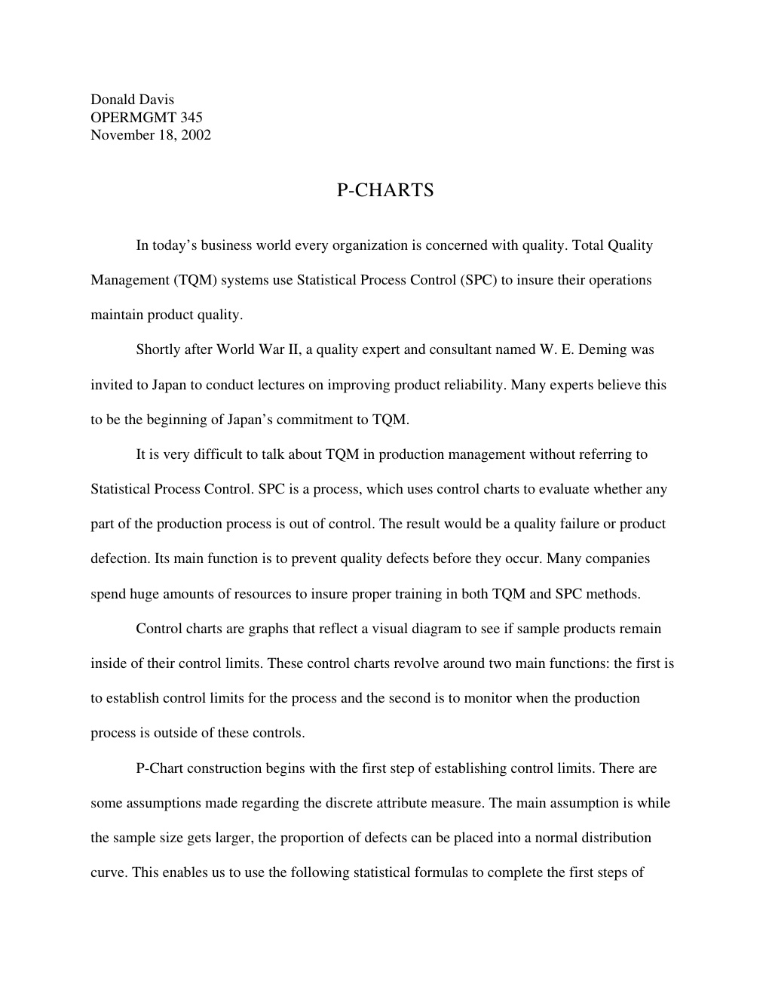 Donald Davis
OPERMGMT 345
November 18, 2002
P-CHARTS
In today’s business world every organization is concerned with quality. Total Quality
Management (TQM) systems use Statistical Process Control (SPC) to insure their operations
maintain product quality.
Shortly after World War II, a quality expert and consultant named W. E. Deming was
invited to Japan to conduct lectures on improving product reliability. Many experts believe this
to be the beginning of Japan’s commitment to TQM.
It is very difficult to talk about TQM in production management without referring to
Statistical Process Control. SPC is a process, which uses control charts to evaluate whether any
part of the production process is out of control. The result would be a quality failure or product
defection. Its main function is to prevent quality defects before they occur. Many companies
spend huge amounts of resources to insure proper training in both TQM and SPC methods.
Control charts are graphs that reflect a visual diagram to see if sample products remain
inside of their control limits. These control charts revolve around two main functions: the first is
to establish control limits for the process and the second is to monitor when the production
process is outside of these controls.
P-Chart construction begins with the first step of establishing control limits. There are
some assumptions made regarding the discrete attribute measure. The main assumption is while
the sample size gets larger, the proportion of defects can be placed into a normal distribution
curve. This enables us to use the following statistical formulas to complete the first steps of